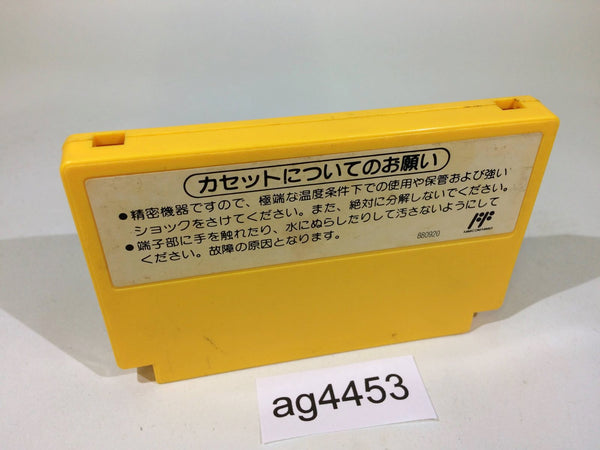 カセットについてのお願い
●精密機器ですので、極端な温度条件下での使用や保管および強い
ショックをさけてください。また、絶対に分解しないでください。
●端子部に手を触れたり、水にぬらしたりして汚さないようにして
ください。故障の原因となります。
880920
ag4453